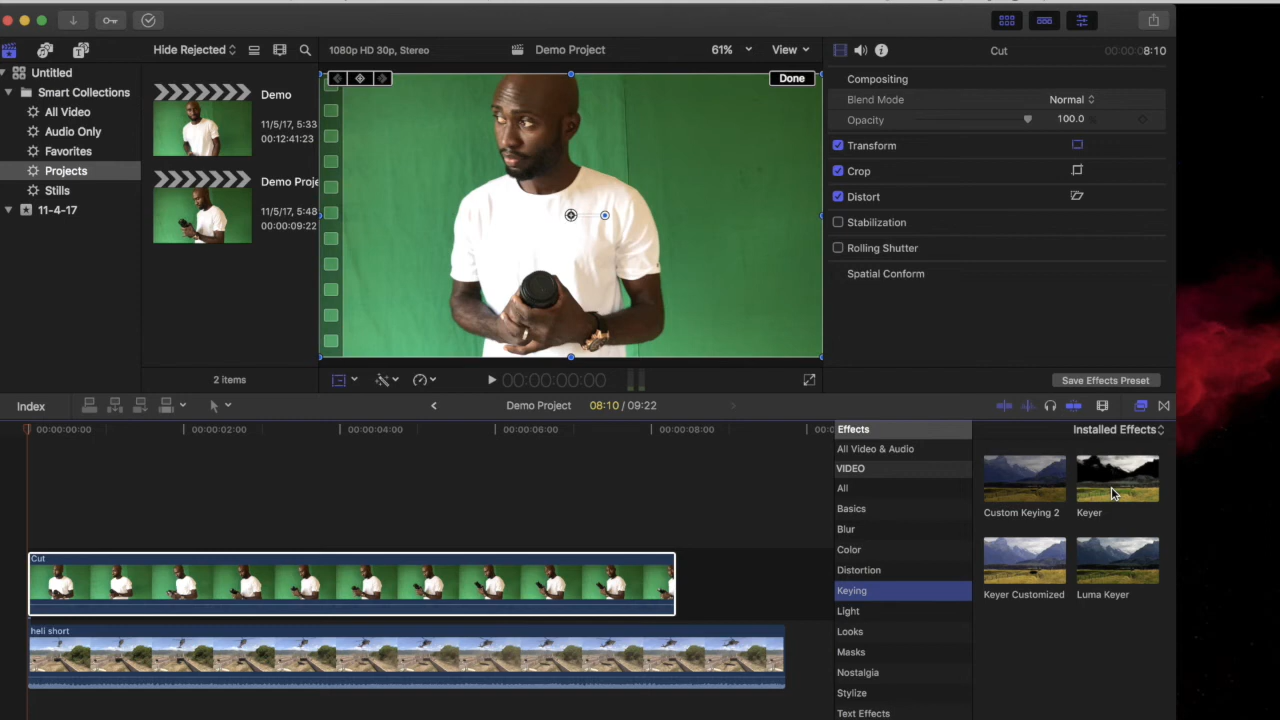 Hide Rejected
1080p HD 30p, Stereo
Demo Project
61%
View
Cut
8:10
Untitled
Smart Collections
All Video
Audio Only
Favorites
Projects
Stills
11-4-17
Demo
11/5/17, 5:33
00:12:41:23
Demo Proje
11/5/17, 5:48
00:00:09:22
2 items
Done
00:00:00:00
Compositing
Blend Mode
Normal
Opacity
100.0
Transform
Crop
Distort
Stabilization
Rolling Shutter
Spatial Conform
Save Effects Preset
Index
Demo Project
08:10 / 09:22
00:00:00:00
00:00:02:00
00:00:04:00
00:00:06:00
00:00:08:00
Cut
heli short
Effects
Installed Effects
All Video & Audio
VIDEO
All
Basics
Blur
Color
Distortion
Keying
Light
Looks
Masks
Nostalgia
Stylize
Text Effects
Custom Keying 2
Keyer
Keyer Customized
Luma Keyer